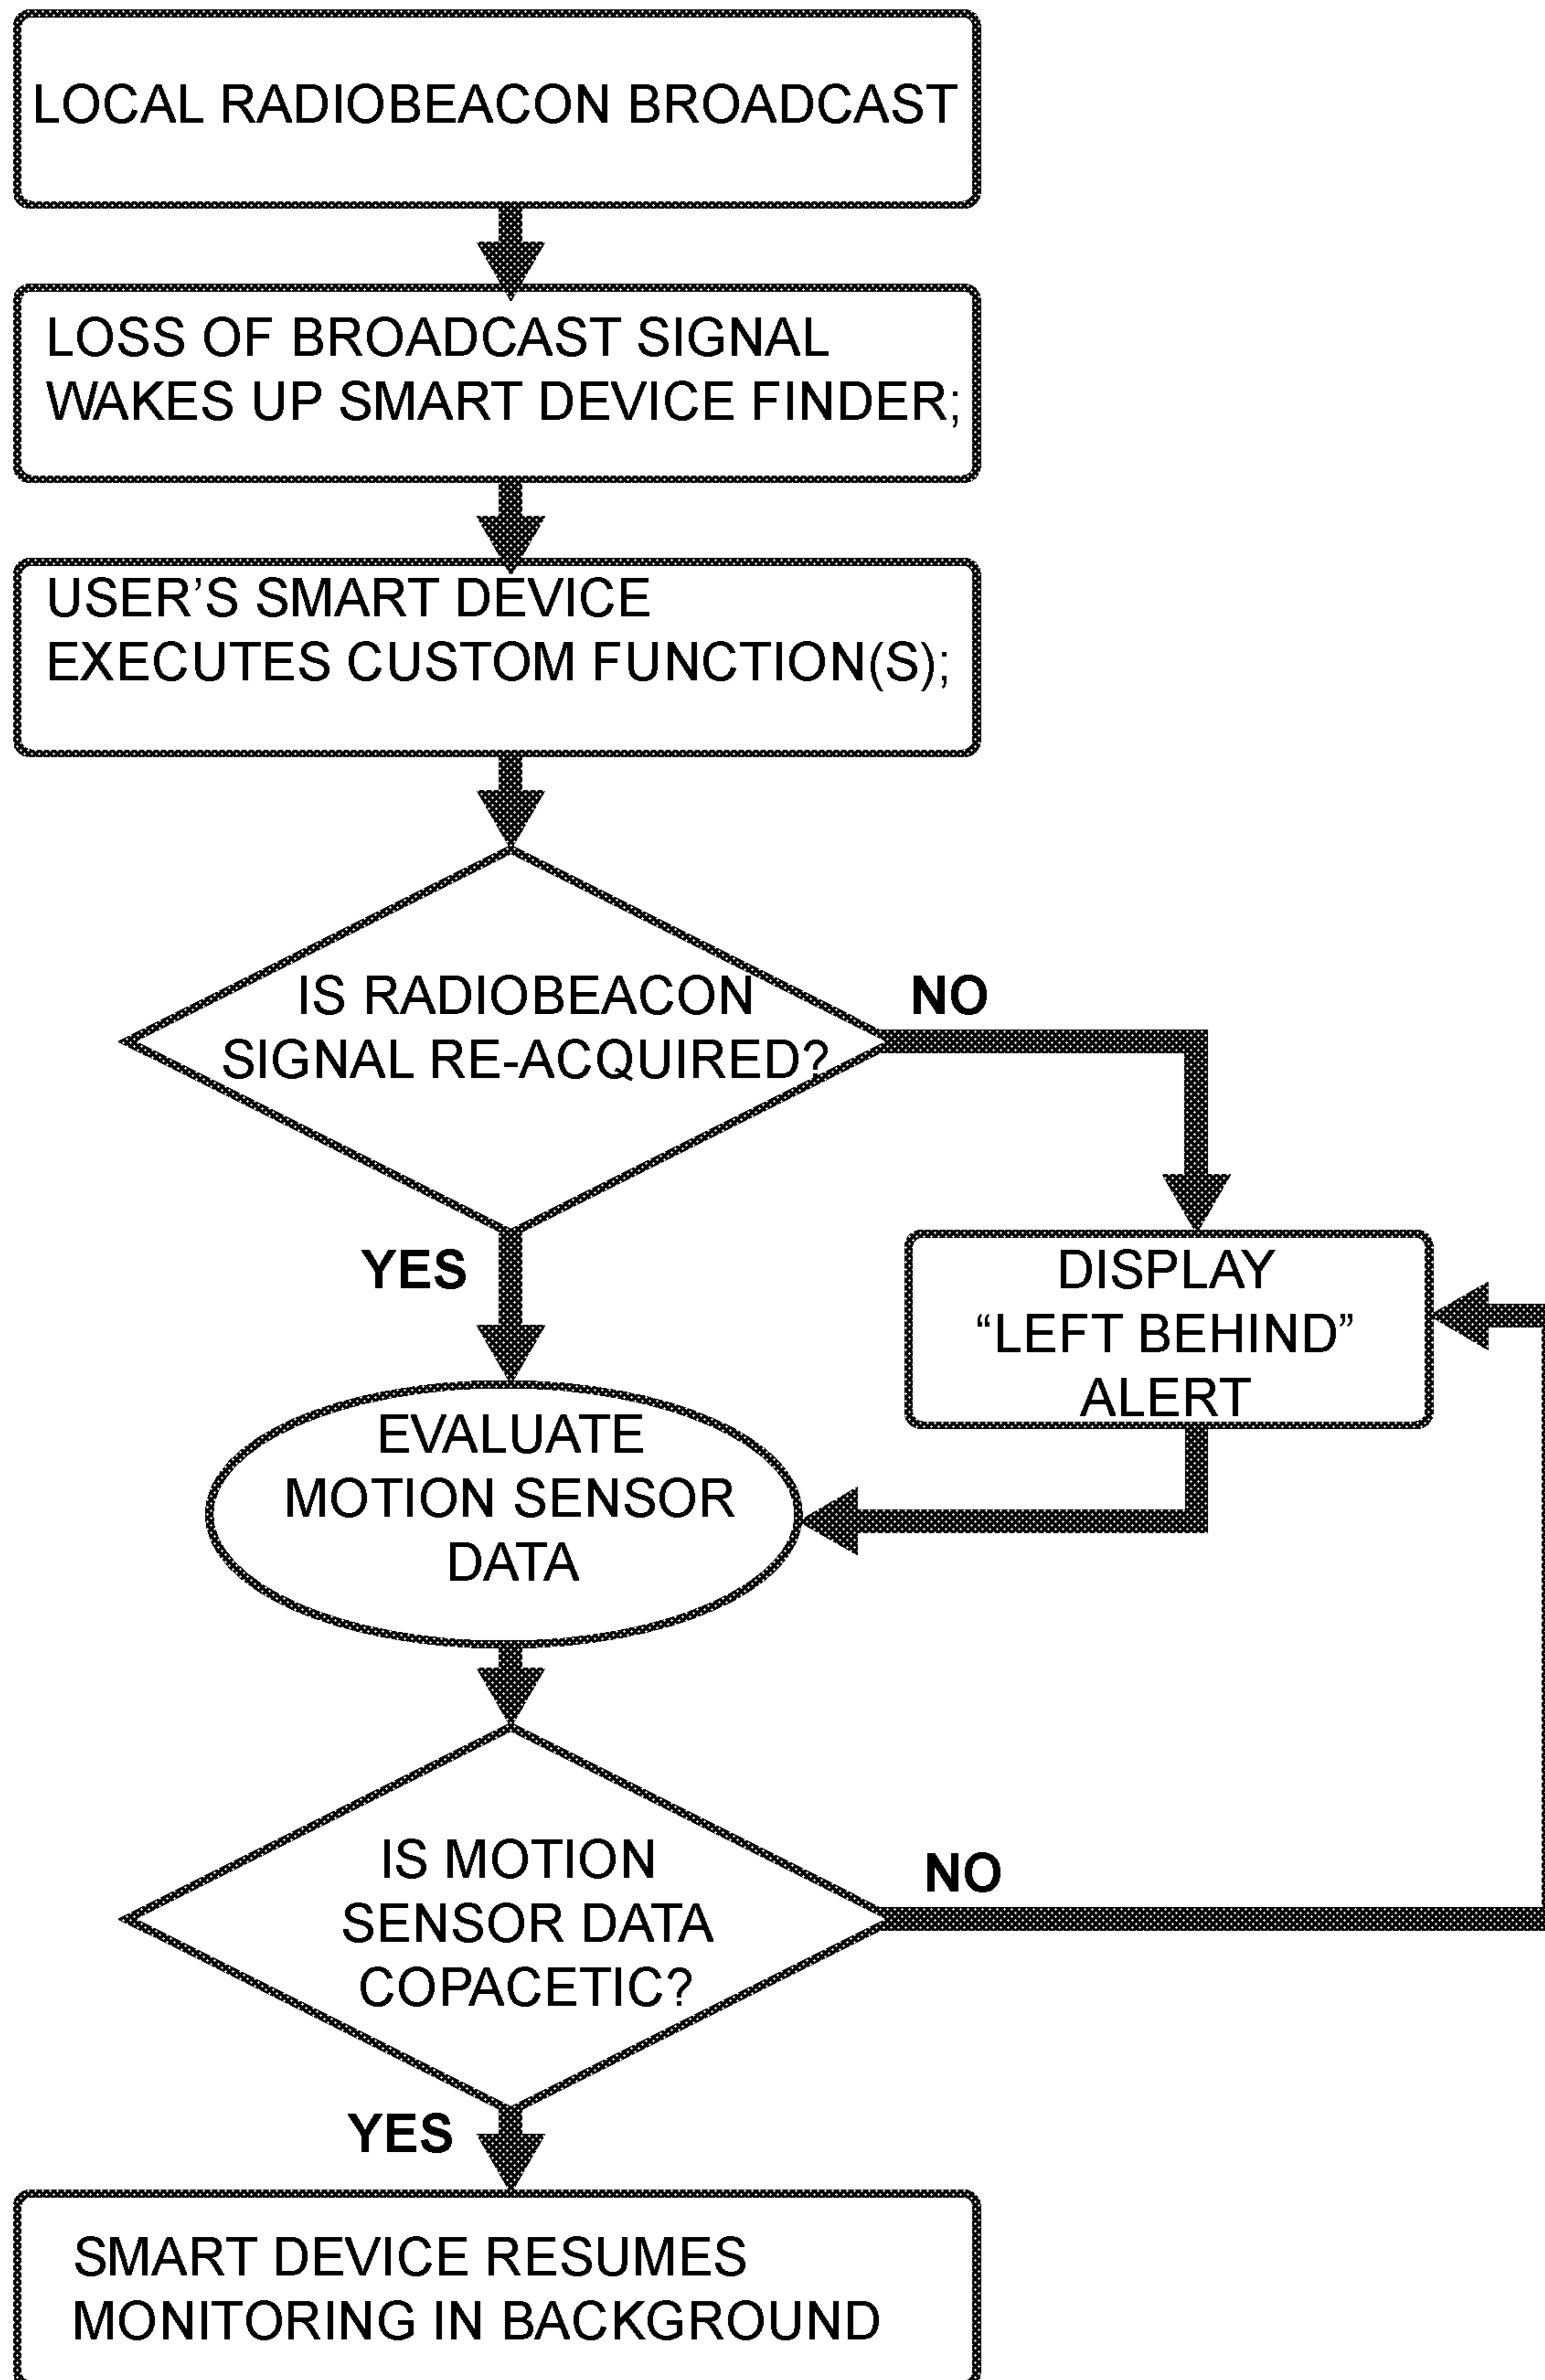 LOCAL RADIOBEACON BROADCAST
LOSS OF BROADCAST SIGNAL
WAKES UP SMART DEVICE FINDER;
USER’S SMART DEVICE
EXECUTES CUSTOM FUNCTION(S);
IS RADIOBEACON
SIGNAL RE-ACQUIRED?
NO
YES
DISPLAY
“LEFT BEHIND”
ALERT
EVALUATE
MOTION SENSOR
DATA
IS MOTION
SENSOR DATA
COPACETIC?
NO
YES
SMART DEVICE RESUMES
MONITORING IN BACKGROUND